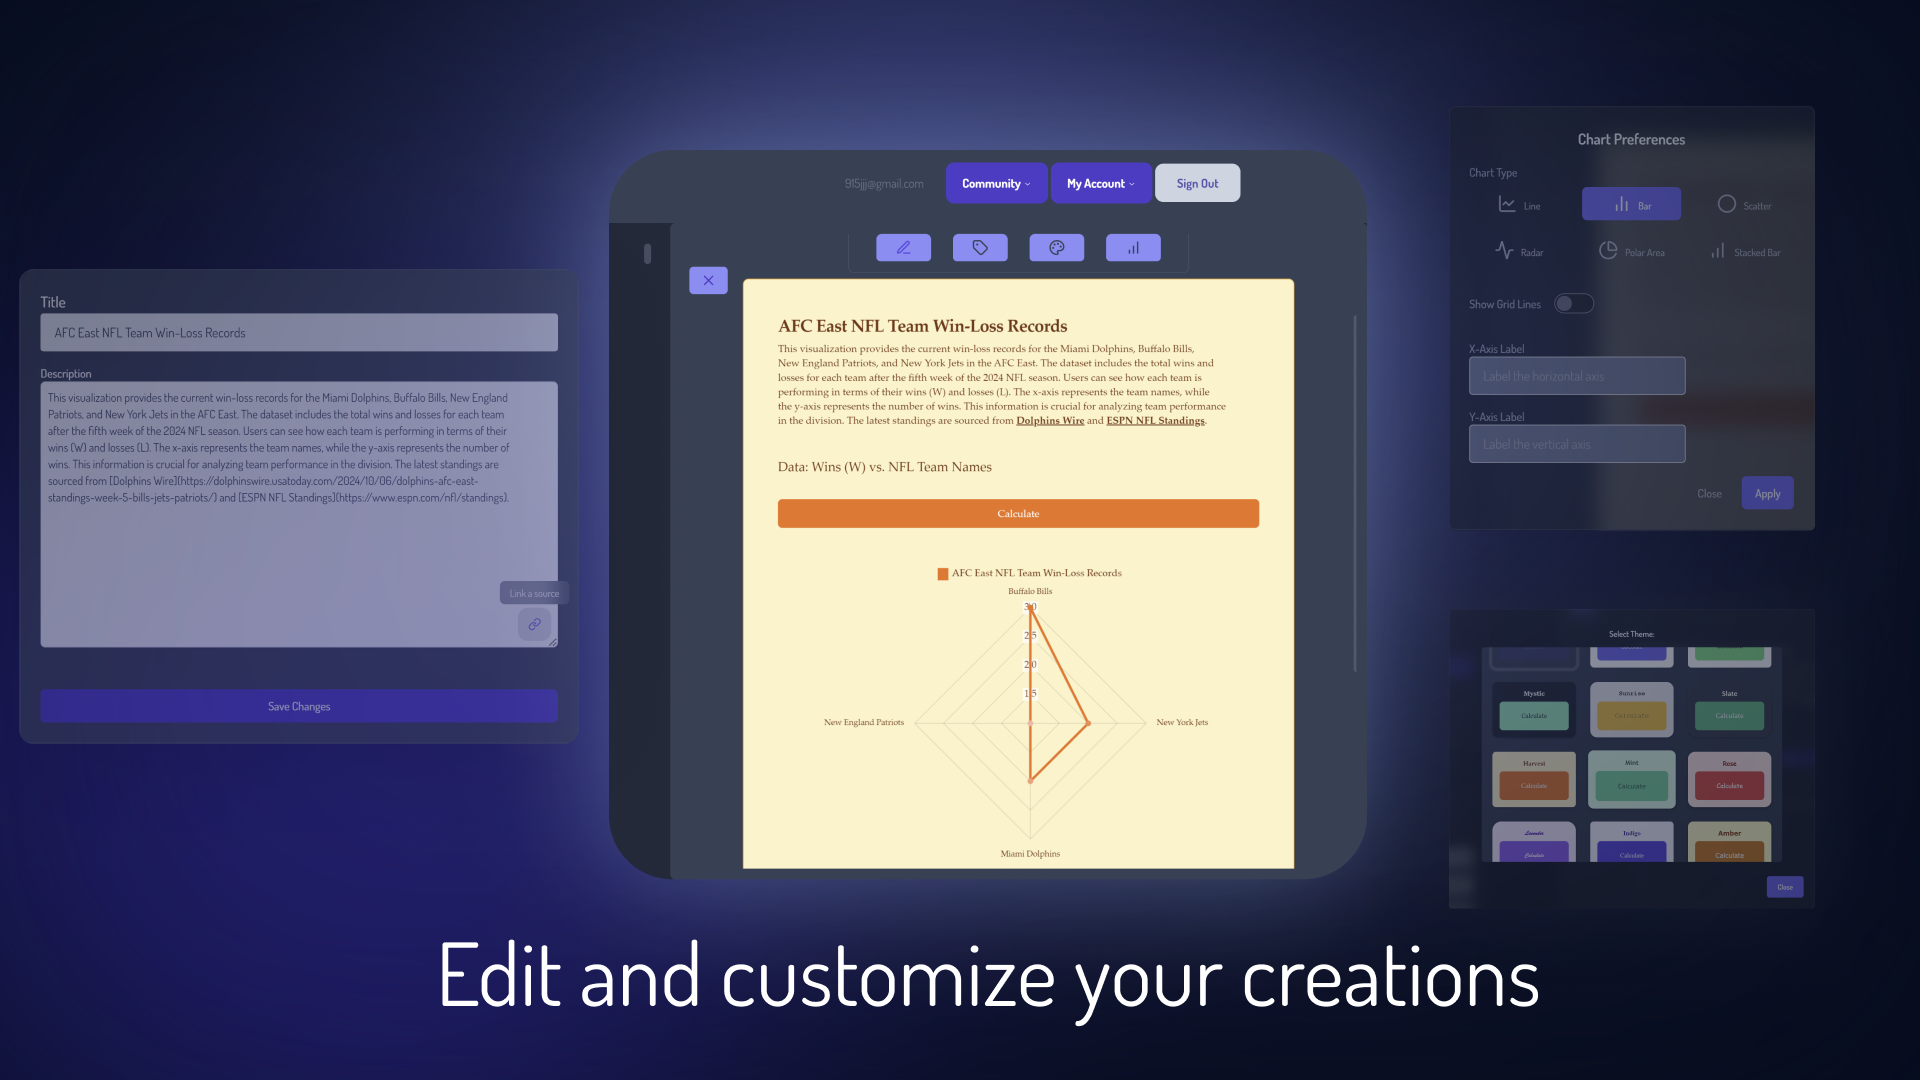 915jjj@gmail.com
Community
My Account
Sign Out
Title
AFC East NFL Team Win-Loss Records
Description
This visualization provides the current win-loss records for the Miami Dolphins, Buffalo Bills, New England
Patriots, and New York Jets in the AFC East. The dataset includes the total wins and losses for each team
after the fifth week of the 2024 NFL season. Users can see how each team is performing in terms of their
wins (W) and losses (L). The x-axis represents the team names, while the y-axis represents the number of
wins. This information is crucial for analyzing team performance in the division. The latest standings are
sourced from [Dolphins Wire](https://dolphinswire.usatoday.com/2024/10/06/dolphins-afc-east-
standings-week-5-bills-jets-patriots/) and [ESPN NFL Standings](https://www.espn.com/nfl/standings).
Link a source
Save Changes
AFC East NFL Team Win-Loss Records
This visualization provides the current win-loss records for the Miami Dolphins, Buffalo Bills,
New England Patriots, and New York Jets in the AFC East. The dataset includes the total wins and
losses for each team after the fifth week of the 2024 NFL season. Users can see how each team is
performing in terms of their wins (W) and losses (L). The x-axis represents the team names, while
the y-axis represents the number of wins. This information is crucial for analyzing team performance
in the division. The latest standings are sourced from Dolphins Wire and ESPN NFL Standings.
Data: Wins (W) vs. NFL Team Names
Calculate
AFC East NFL Team Win-Loss Records
Buffalo Bills
3.0
2.5
2.0
1.5
New England Patriots
New York Jets
Miami Dolphins
Chart Preferences
Chart Type
Line
Bar
Scatter
Radar
Polar Area
Stacked Bar
Show Grid Lines
X-Axis Label
Label the horizontal axis
Y-Axis Label
Label the vertical axis
Close
Apply
Select Theme:
Mystic
Sunrise
Slate
Calculate
Calculate
Calculate
Harvest
Mint
Rose
Calculate
Calculate
Calculate
Lavender
Indigo
Amber
Calculate
Calculate
Calculate
Close
Edit and customize your creations